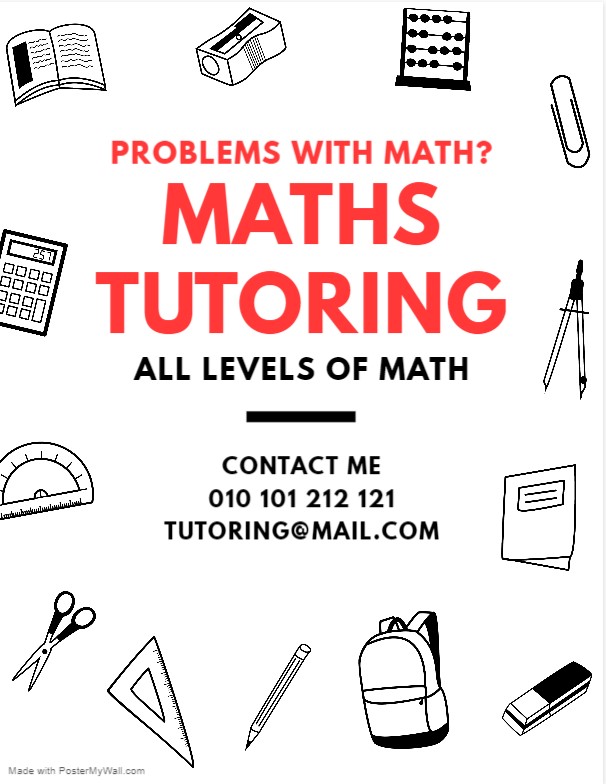 PROBLEMS WITH MATH?
MATHS
TUTORING
ALL LEVELS OF MATH
257
CONTACT ME
010 101 212 121
TUTORING@MAIL.COM
Made with PosterMyWall.com